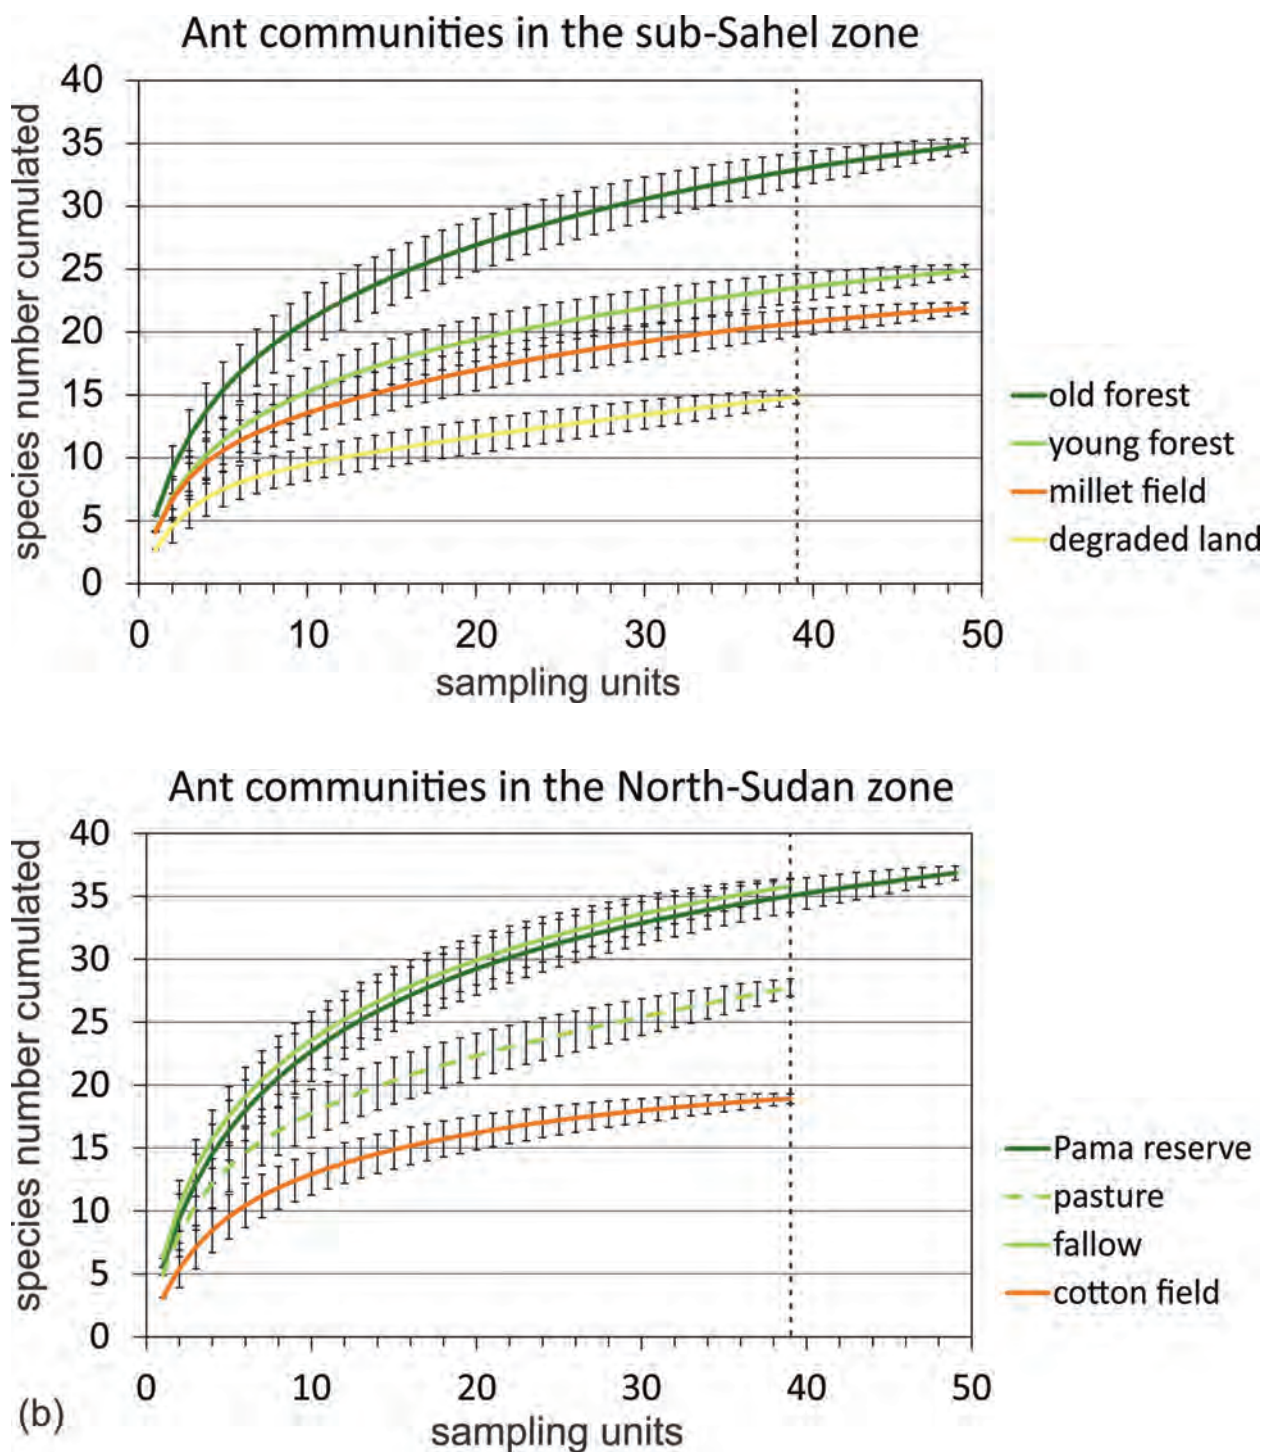 Ant communities in the sub-Sahel zone
species number cumulated
40
35
30
25
20
15
10
5
0
0 10 20 30 40 50
sampling units
old forest
young forest
millet field
degraded land
Ant communities in the North-Sudan zone
species number cumulated
40
35
30
25
20
15
10
5
0
0 10 20 30 40 50
sampling units
Pama reserve
pasture
fallow
cotton field
(b)